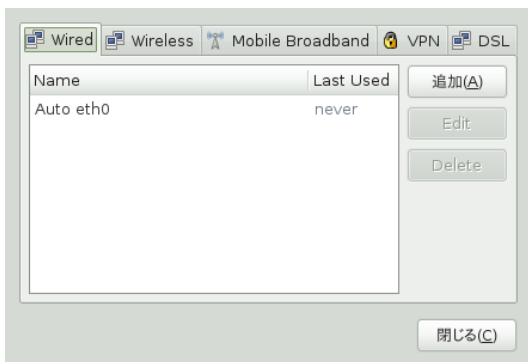 Wired Wireless Mobile Broadband VPN DSL
Name Last Used
Auto eth0 never
追加(A)
Edit
Delete
閉じる(C)